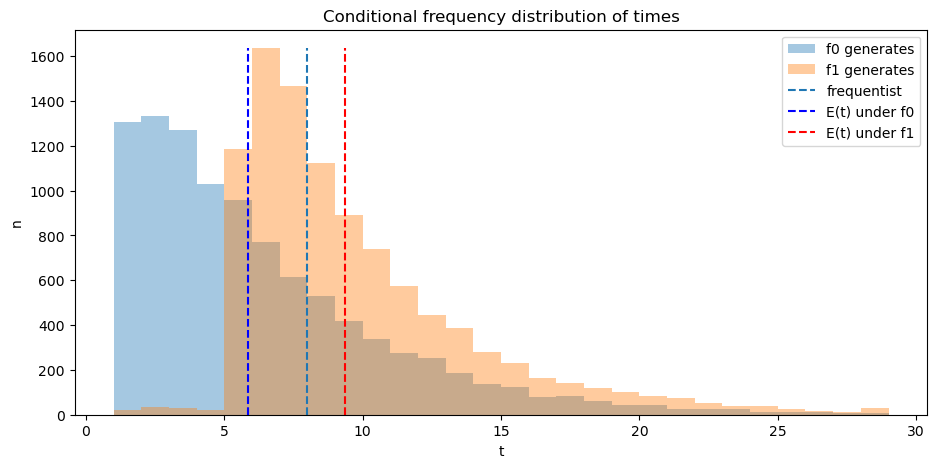 Conditional frequency distribution of times
f0 generates
f1 generates
frequentist
E(t) under f0
E(t) under f1
1600
1400
1200
1000
800
600
400
200
0
n
0 5 10 15 20 25 30
t